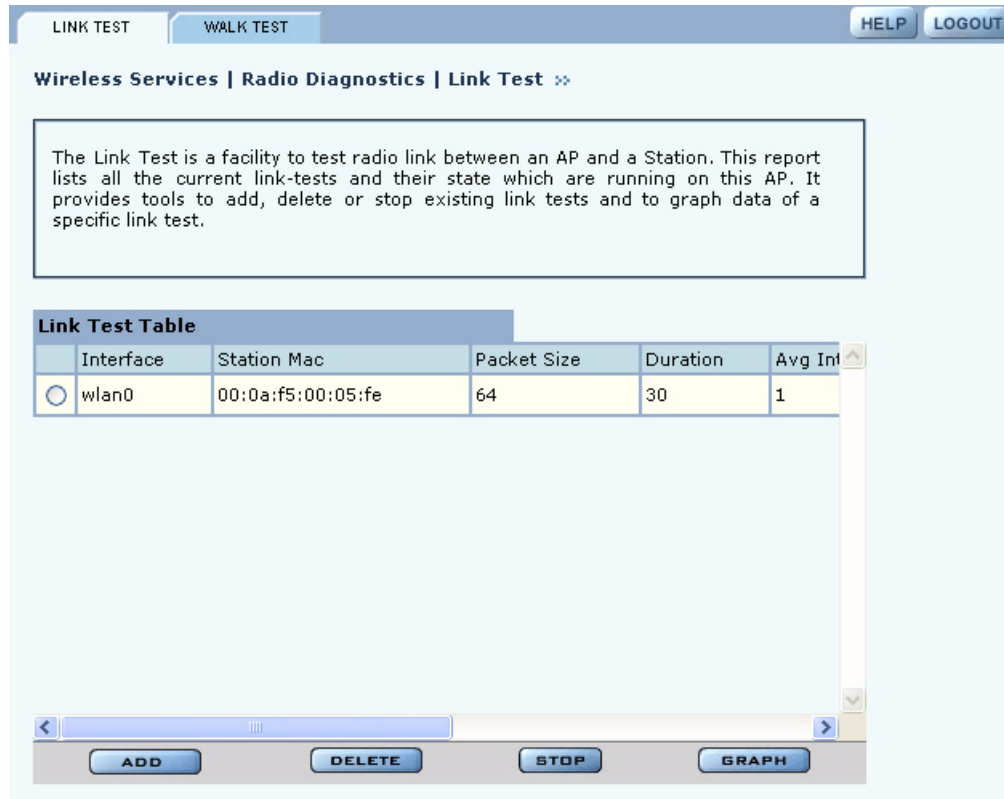 LINK TEST WALK TEST HELP LOGOUT
Wireless Services | Radio Diagnostics | Link Test »
The Link Test is a facility to test radio link between an AP and a Station. This report
lists all the current link-tests and their state which are running on this AP. It
provides tools to add, delete or stop existing link tests and to graph data of a
specific link test.
Link Test Table
Interface Station Mac Packet Size Duration Avg Int
wlan0 00:0a:f5:00:05:fe 64 30 1
ADD DELETE STOP GRAPH